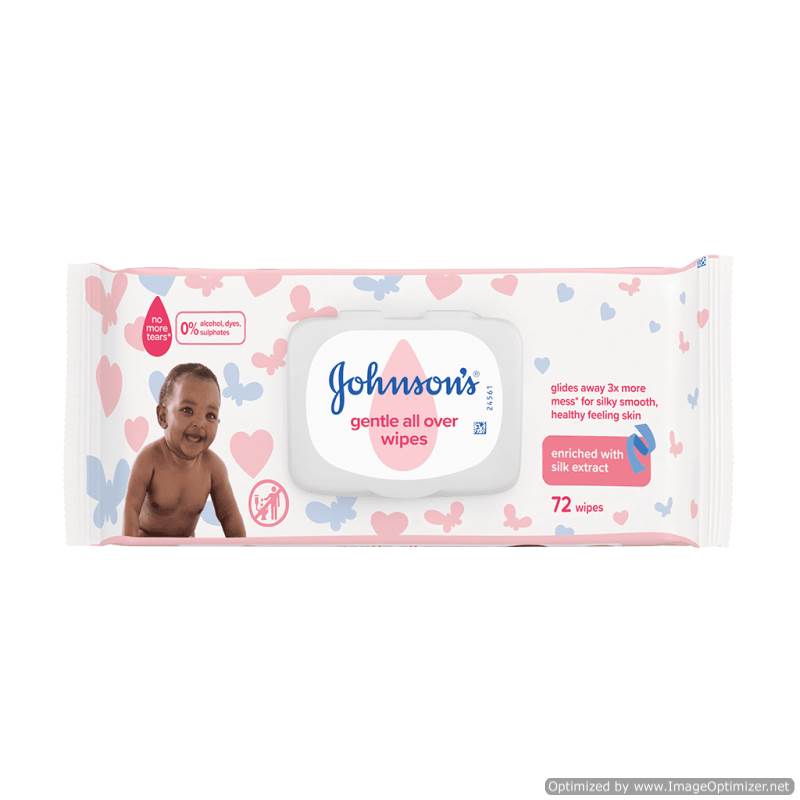 no
more
tears*
0% alcohol, dyes,
sulphates
Johnson's®
gentle all over
wipes
24561
glides away 3x more
mess* for silky smooth,
healthy feeling skin
enriched with
silk extract
72 wipes
Optimized by www.ImageOptimizer.net